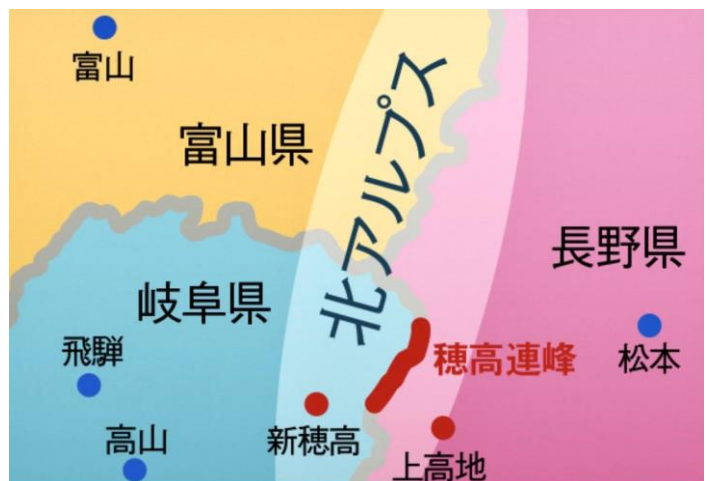 富山
北アルプス
富山県
長野県
岐阜県
穂高連峰
飛騨
松本
高山
新穂高
上高地